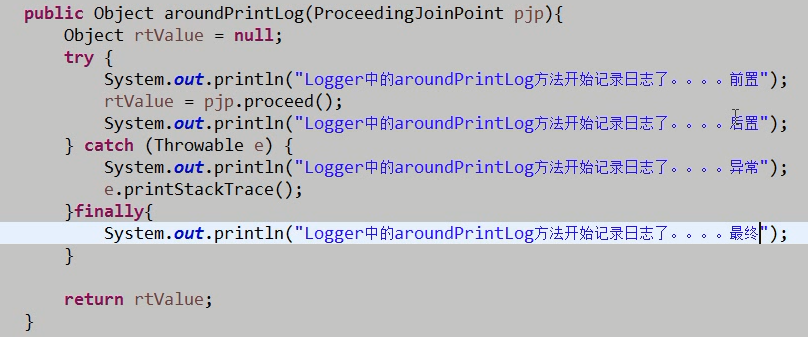 public Object aroundPrintLog(ProceedingJoinPoint pjp){
Object rtValue = null;
try {
System.out.println("Logger中的aroundPrintLog方法开始记录日志了。。。。前置");
rtValue = pjp.proceed();
System.out.println("Logger中的aroundPrintLog方法开始记录日志了。。。。后置");
} catch (Throwable e) {
System.out.println("Logger中的aroundPrintLog方法开始记录日志了。。。。异常");
e.printStackTrace();
}finally{
System.out.println("Logger中的aroundPrintLog方法开始记录日志了。。。。最终");
}
return rtValue;
}